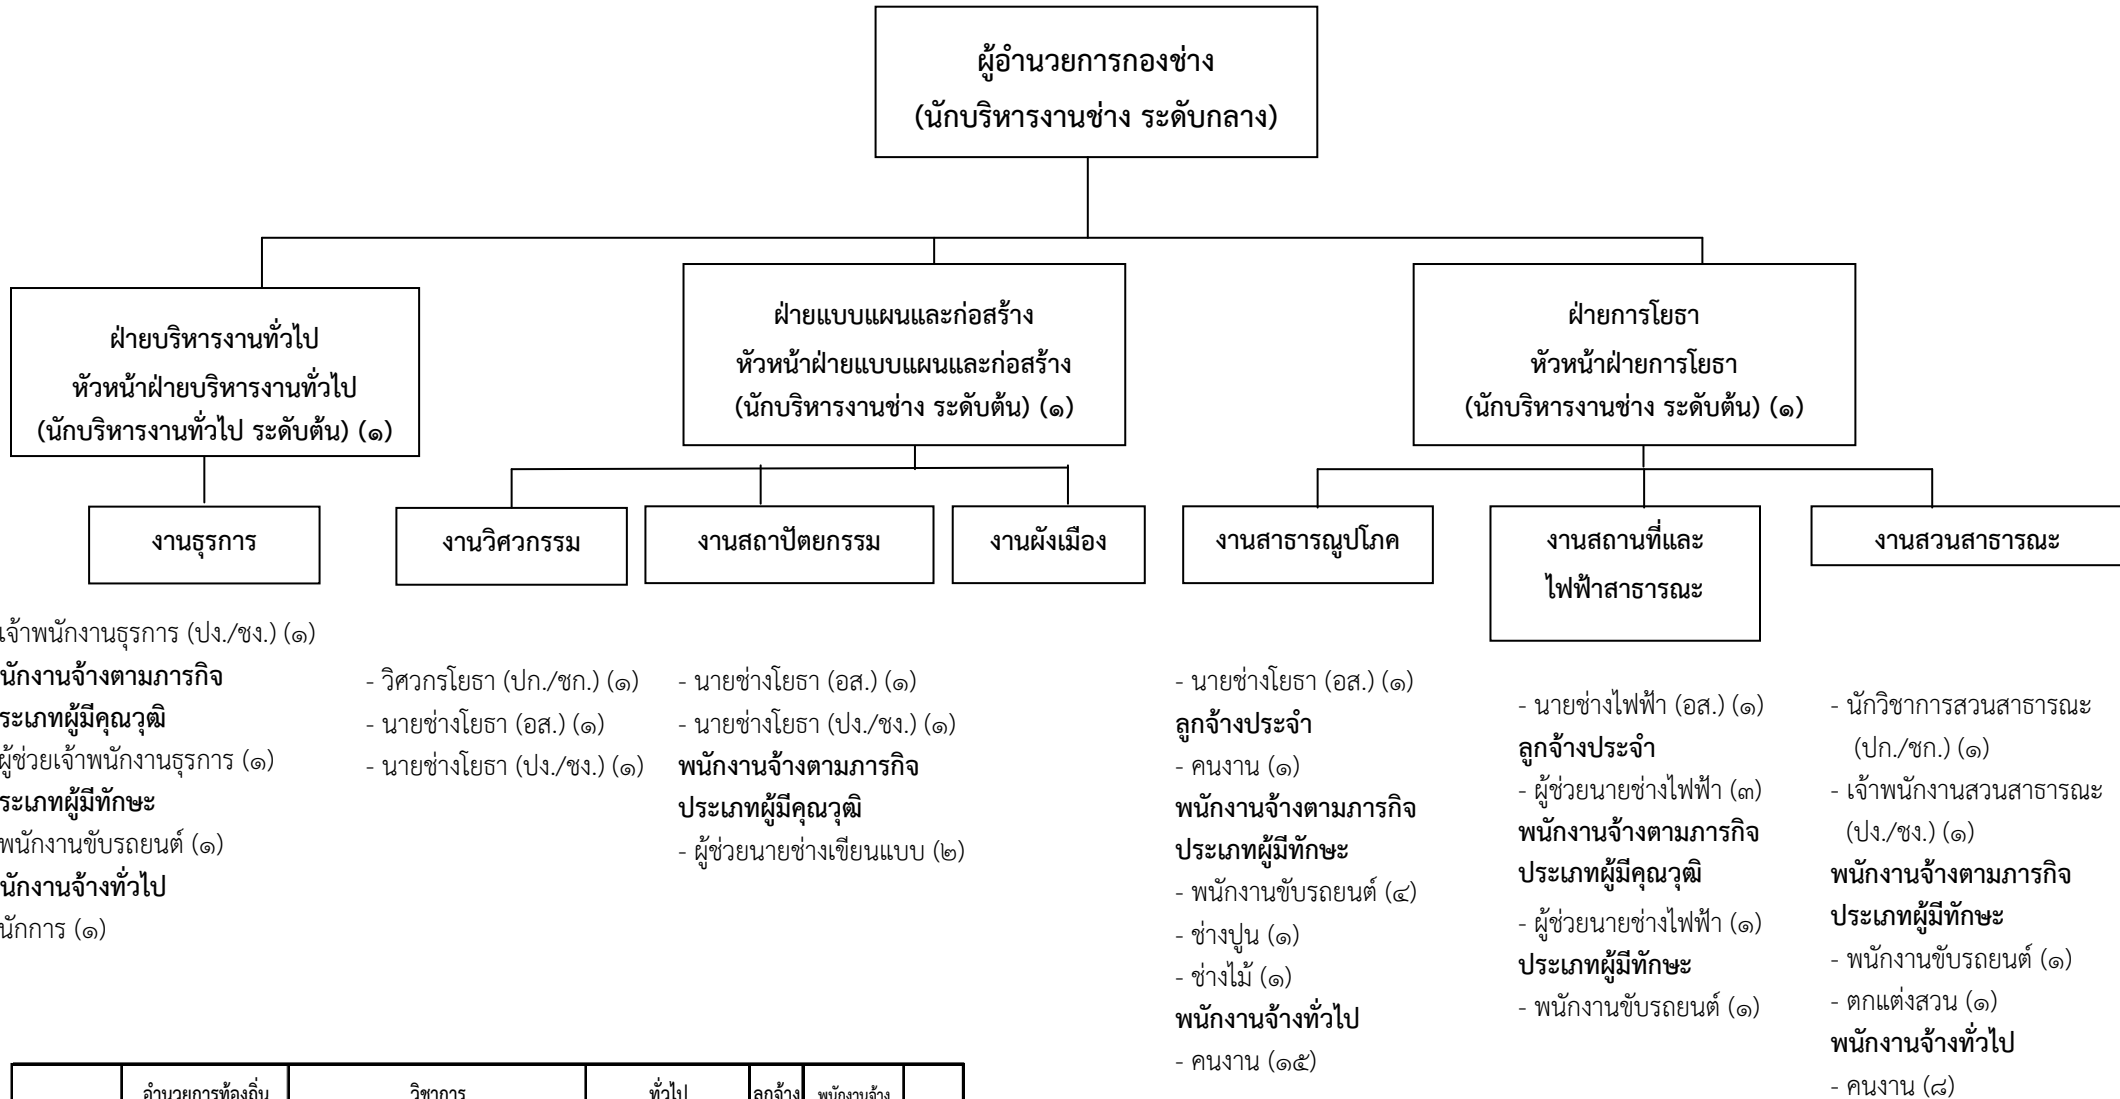 ผู้อำนวยการกองช่าง
(นักบริหารงานช่าง ระดับกลาง)
ฝ่ายบริหารงานทั่วไป
หัวหน้าฝ่ายบริหารงานทั่วไป
(นักบริหารงานทั่วไป ระดับต้น) (๑)
ฝ่ายแบบแผนและก่อสร้าง
หัวหน้าฝ่ายแบบแผนและก่อสร้าง
(นักบริหารงานช่าง ระดับต้น) (๑)
ฝ่ายการโยธา
หัวหน้าฝ่ายการโยธา
(นักบริหารงานช่าง ระดับต้น) (๑)
งานธุรการ
งานวิศวกรรม
งานสถาปัตยกรรม
งานผังเมือง
งานสาธารณูปโภค
งานสถานที่และ
ไฟฟ้าสาธารณะ
งานสวนสาธารณะ
เจ้าพนักงานธุรการ (ปง./ชง.) (๑)
นักงานจ้างตามภารกิจ
ระเภทผู้มีคุณวุฒิ
ผู้ช่วยเจ้าพนักงานธุรการ (๑)
ระเภทผู้มีทักษะ
พนักงานขับรถยนต์ (๑)
นักงานจ้างทั่วไป
นักการ (๑)
- วิศวกรโยธา (ปก./ชก.) (๑)
- นายช่างโยธา (อส.) (๑)
- นายช่างโยธา (ปง./ชง.) (๑)
- นายช่างโยธา (อส.) (๑)
- นายช่างโยธา (ปง./ชง.) (๑)
พนักงานจ้างตามภารกิจ
ประเภทผู้มีคุณวุฒิ
- ผู้ช่วยนายช่างเขียนแบบ (๒)
- นายช่างโยธา (อส.) (๑)
ลูกจ้างประจำ
- คนงาน (๑)
พนักงานจ้างตามภารกิจ
ประเภทผู้มีทักษะ
- พนักงานขับรถยนต์ (๔)
- ช่างปูน (๑)
- ช่างไม้ (๑)
พนักงานจ้างทั่วไป
- คนงาน (๑๕)
- นายช่างไฟฟ้า (อส.) (๑)
ลูกจ้างประจำ
- ผู้ช่วยนายช่างไฟฟ้า (๓)
พนักงานจ้างตามภารกิจ
ประเภทผู้มีคุณวุฒิ
- ผู้ช่วยนายช่างไฟฟ้า (๑)
ประเภทผู้มีทักษะ
- พนักงานขับรถยนต์ (๑)
- นักวิชาการสวนสาธารณะ
(ปก./ชก.) (๑)
- เจ้าพนักงานสวนสาธารณะ
(ปง./ชง.) (๑)
พนักงานจ้างตามภารกิจ
ประเภทผู้มีทักษะ
- พนักงานขับรถยนต์ (๑)
- ตกแต่งสวน (๑)
พนักงานจ้างทั่วไป
- คนงาน (๘)
อำนวยการท้องถิ่น
วิชาการ
ทั่วไป
ลูกจ้าง
พนักงานจ้าง